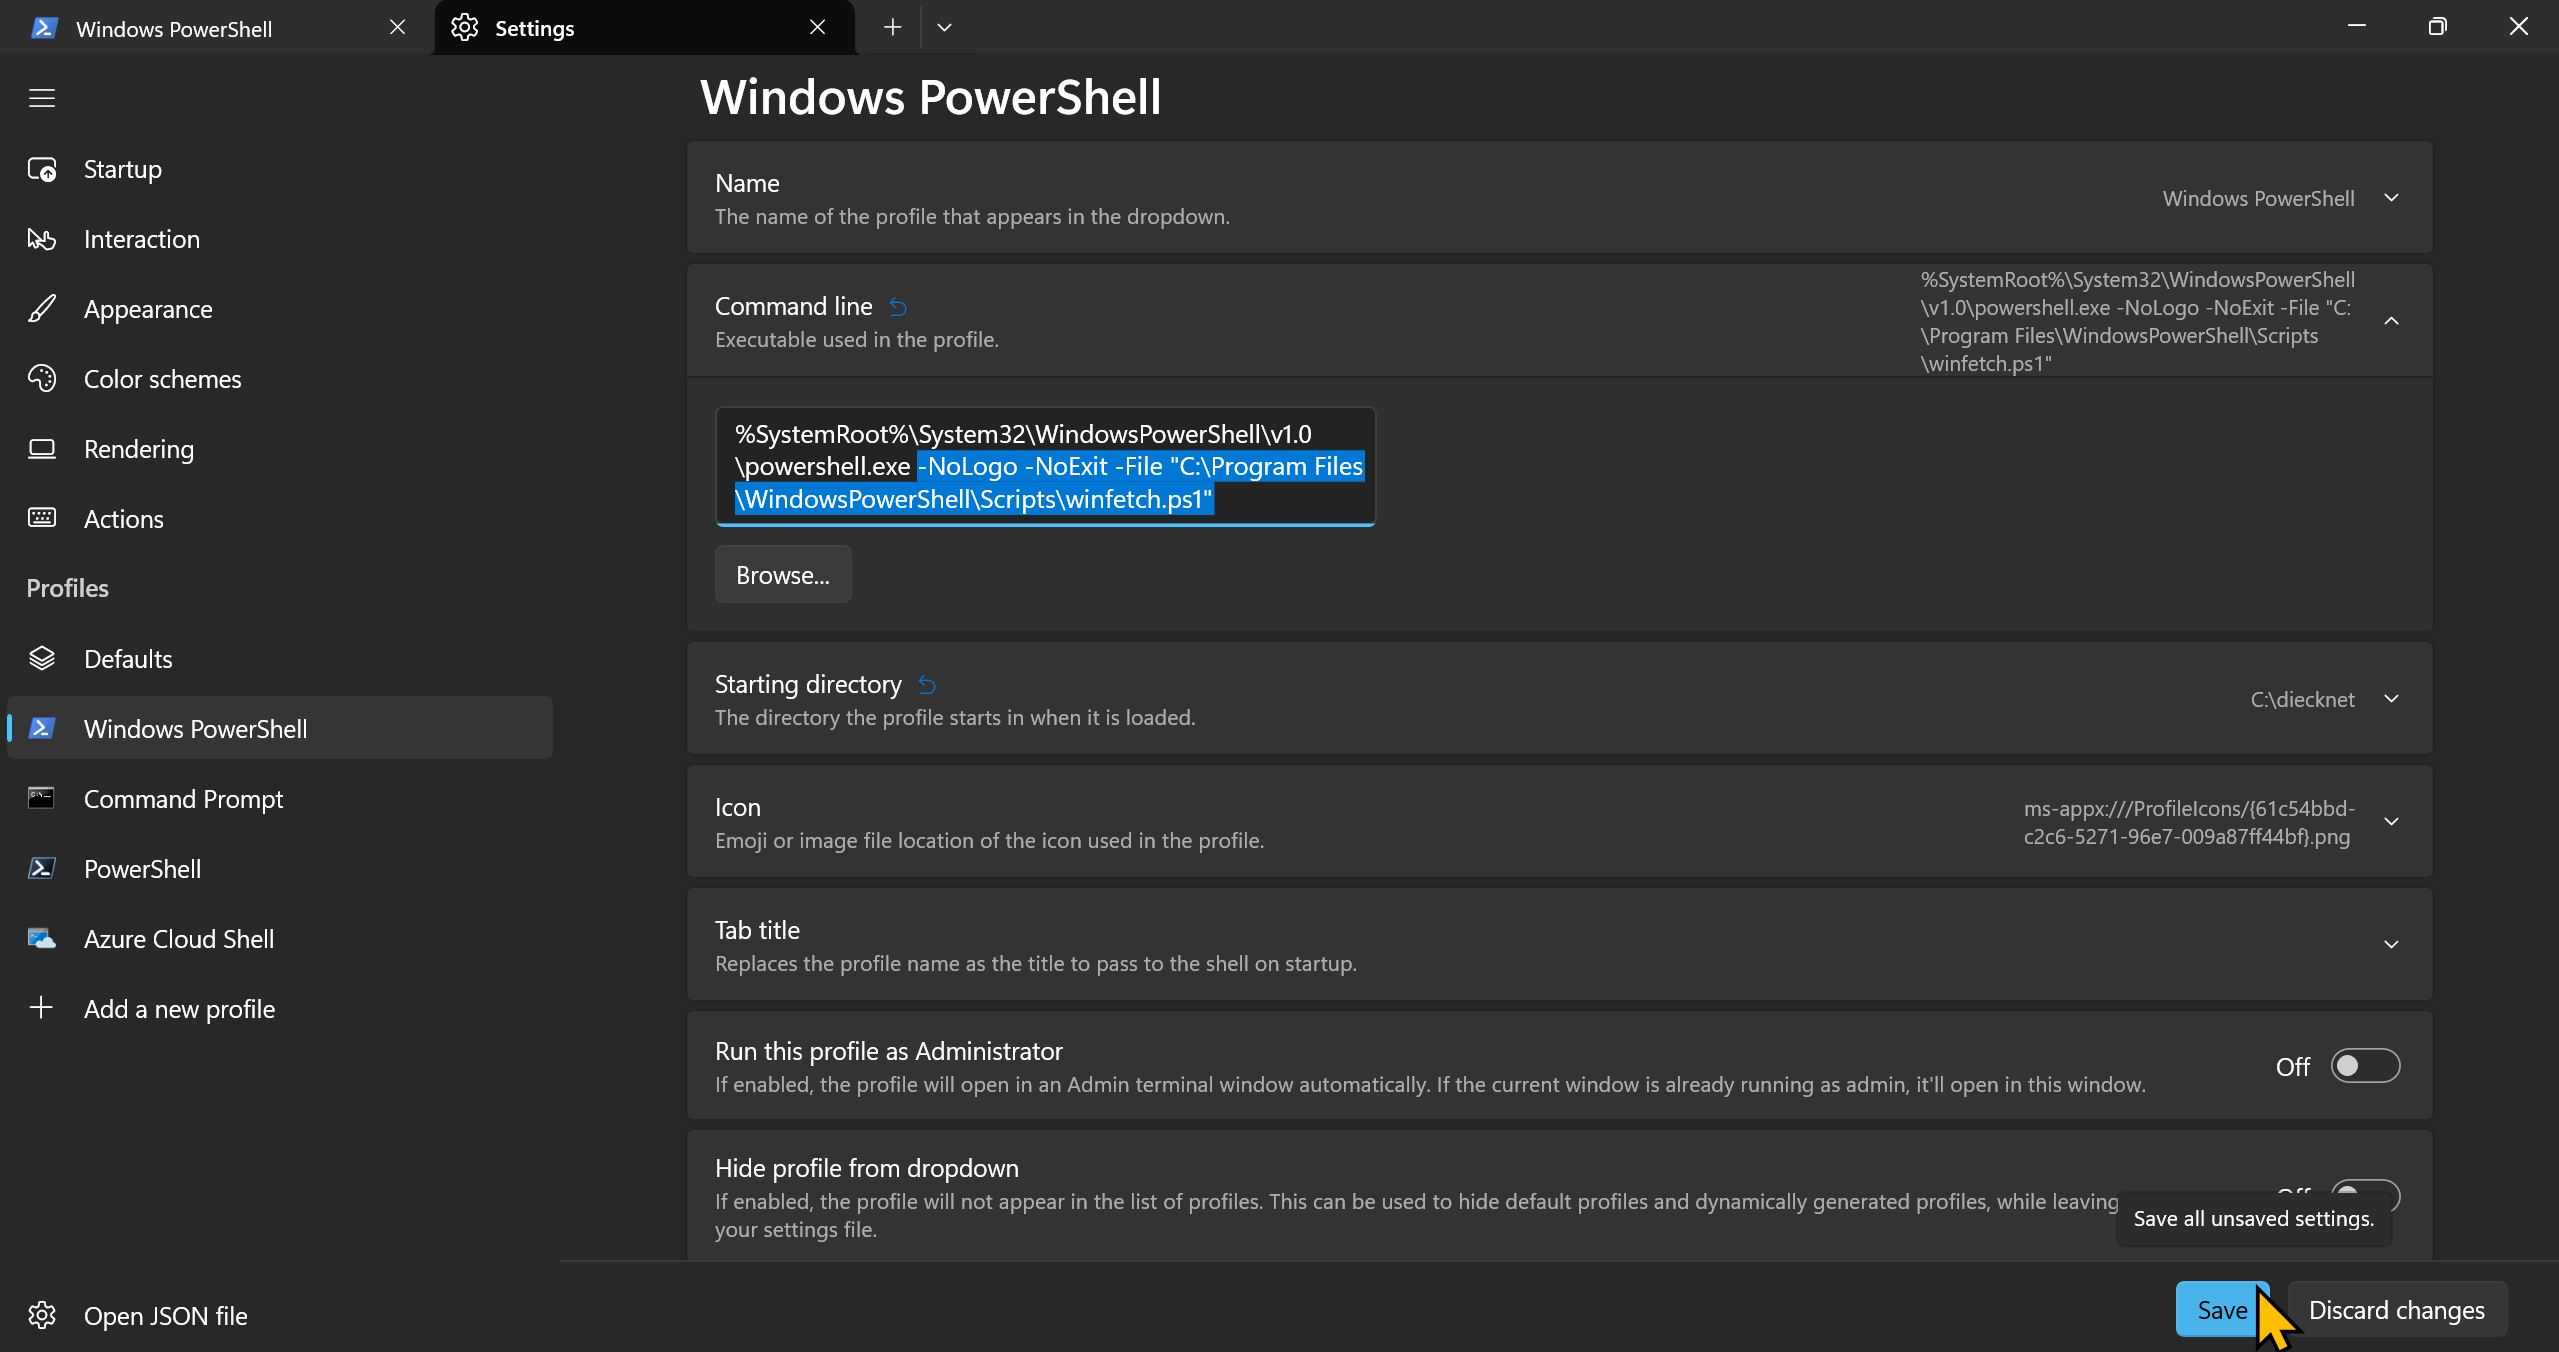 Windows PowerShell
Settings
Startup
Interaction
Appearance
Color schemes
Rendering
Actions
Profiles
Defaults
Windows PowerShell
Command Prompt
PowerShell
Azure Cloud Shell
Add a new profile
Open JSON file
Windows PowerShell
Name
The name of the profile that appears in the dropdown.
Windows PowerShell
Command line
Executable used in the profile.
%SystemRoot%\System32\WindowsPowerShell
\v1.0\powershell.exe -NoLogo -NoExit -File "C:
\Program Files\WindowsPowerShell\Scripts
\winfetch.ps1"
%SystemRoot%\System32\WindowsPowerShell\v1.0
\powershell.exe -NoLogo -NoExit -File "C:\Program Files
\WindowsPowerShell\Scripts\winfetch.ps1"
Browse...
Starting directory
The directory the profile starts in when it is loaded.
C:\diecknet
Icon
Emoji or image file location of the icon used in the profile.
ms-appx:///ProfileIcons/{61c54bbd-
c2c6-5271-96e7-009a87ff44bf}.png
Tab title
Replaces the profile name as the title to pass to the shell on startup.
Run this profile as Administrator
If enabled, the profile will open in an Admin terminal window automatically. If the current window is already running as admin, it'll open in this window.
Off
Hide profile from dropdown
If enabled, the profile will not appear in the list of profiles. This can be used to hide default profiles and dynamically generated profiles, while leaving
your settings file.
Save all unsaved settings.
Save
Discard changes